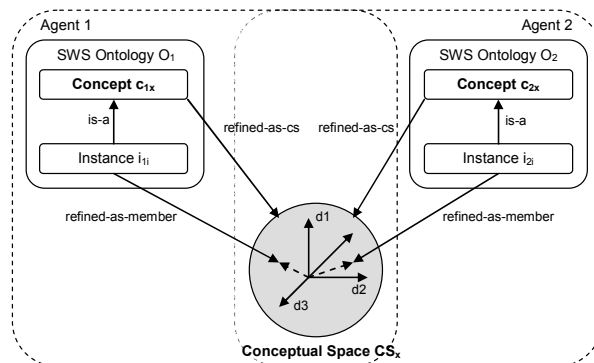 Agent 1
Agent 2
SWS Ontology O1
SWS Ontology O2
Concept c1x
Concept c2x
is-a
refined-as-cs
refined-as-cs
is-a
Instance i1i
Instance i2i
refined-as-member
refined-as-member
d1
d2
d3
Conceptual Space CSx